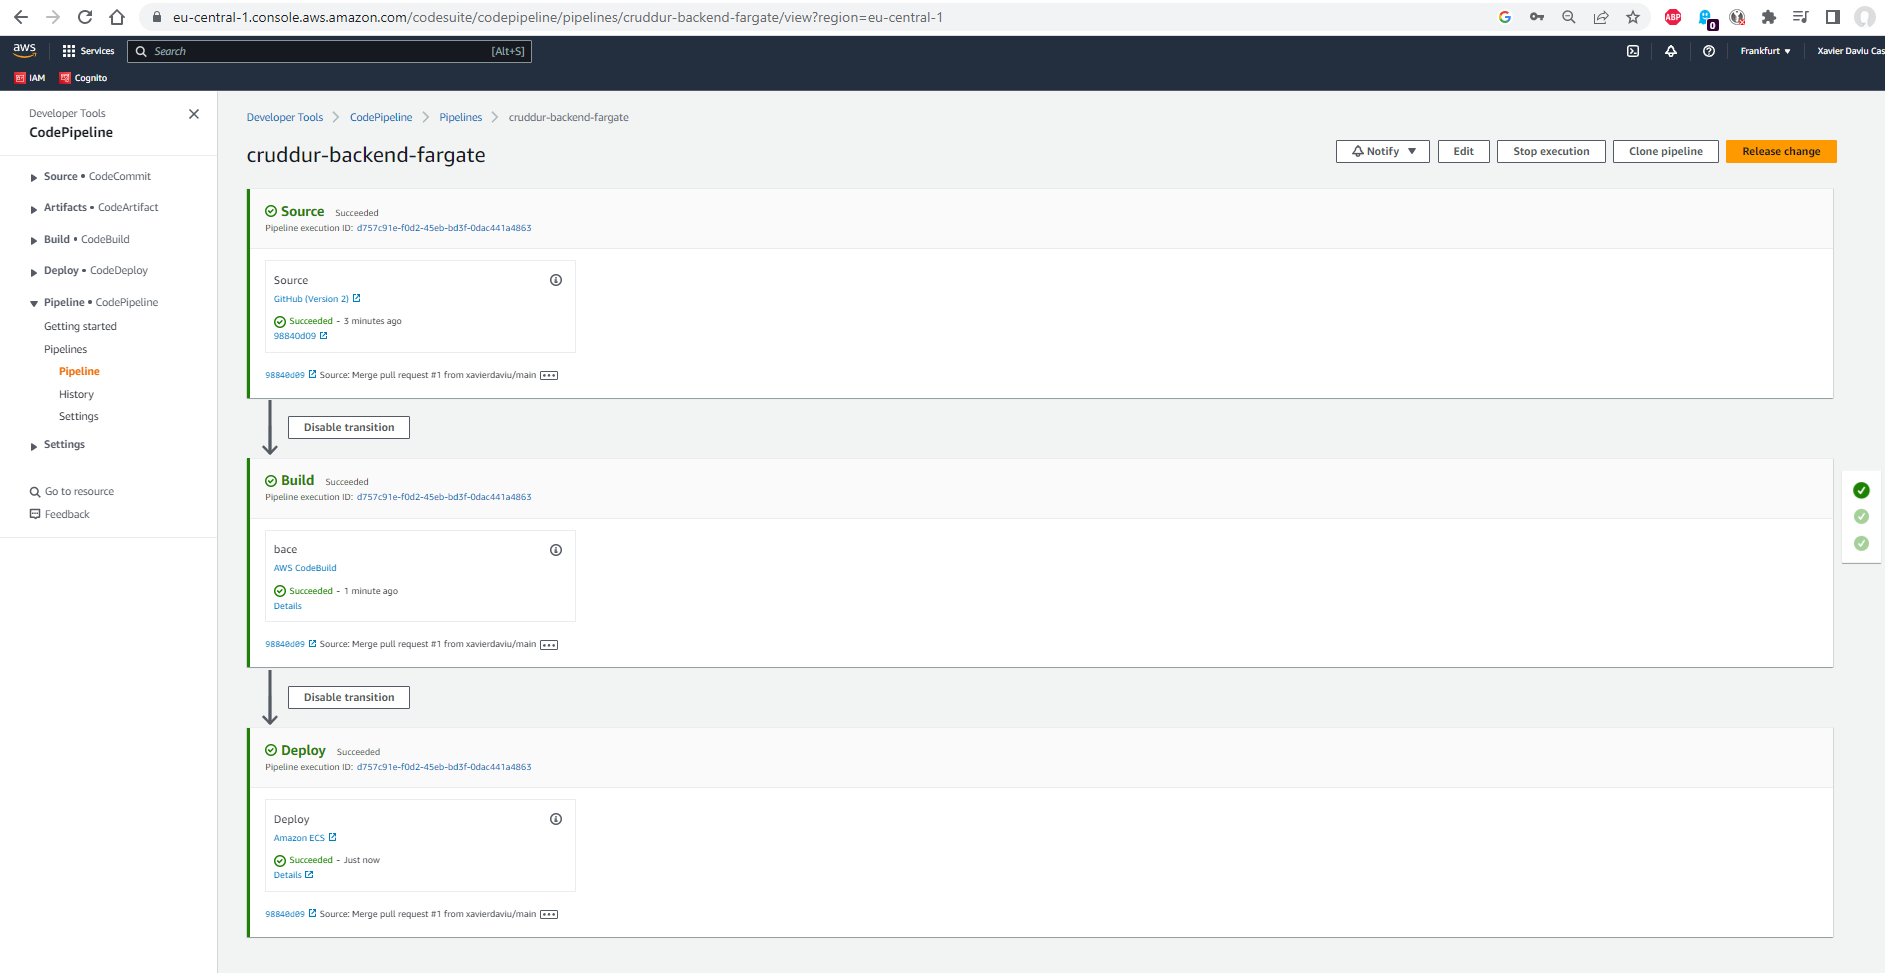 eu-central-1.console.aws.amazon.com/codesuite/codepipeline/pipelines/cruddur-backend-fargate/view?region=eu-central-1
G
ABP
0
aws
Services
Search
[Alt+S]
Frankfurt
Xavier Daviu Cas
IAM
Cognito
Developer Tools
CodePipeline
Source • CodeCommit
Artifacts • CodeArtifact
Build • CodeBuild
Deploy • CodeDeploy
Pipeline • CodePipeline
Getting started
Pipelines
Pipeline
History
Settings
Settings
Go to resource
Feedback
Developer Tools
CodePipeline
Pipelines
cruddur-backend-fargate
cruddur-backend-fargate
Notify
Edit
Stop execution
Clone pipeline
Release change
Source Succeeded
Pipeline execution ID: d757c91e-f0d2-45eb-bd3f-0dac441a4863
Source
GitHub (Version 2)
Succeeded - 3 minutes ago
98840d09
98840d09 Source: Merge pull request #1 from xavierdaviu/main
Disable transition
Build Succeeded
Pipeline execution ID: d757c91e-f0d2-45eb-bd3f-0dac441a4863
bace
AWS CodeBuild
Succeeded - 1 minute ago
Details
98840d09 Source: Merge pull request #1 from xavierdaviu/main
Disable transition
Deploy Succeeded
Pipeline execution ID: d757c91e-f0d2-45eb-bd3f-0dac441a4863
Deploy
Amazon ECS
Succeeded - Just now
Details
98840d09 Source: Merge pull request #1 from xavierdaviu/main